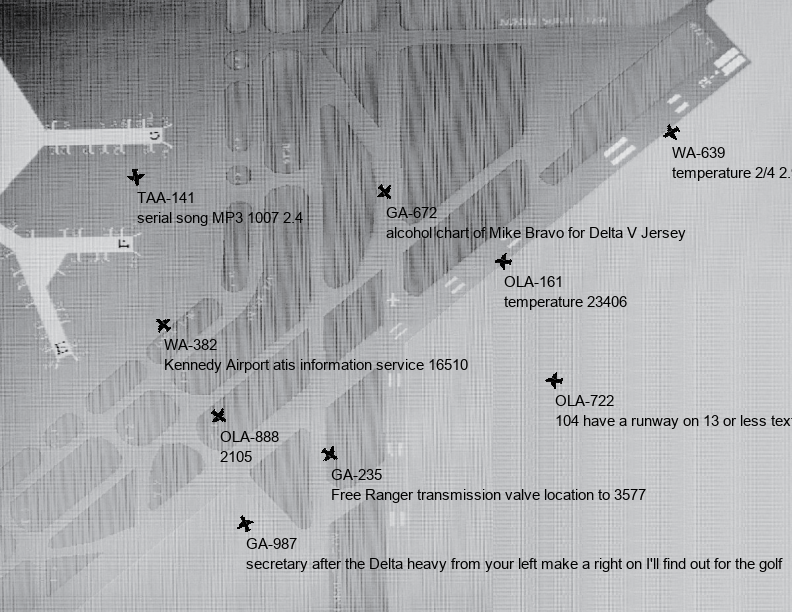 WA-639
temperature 2/4 2.
TAA-141
serial song MP3 1007 2.4
GA-672
alcohol chart of Mike Bravo for Delta V Jersey
OLA-161
temperature 23406
WA-382
Kennedy Airport atis information service 16510
OLA-722
104 have a runway on 13 or less tex
OLA-888
2105
GA-235
Free Ranger transmission valve location to 3577
GA-987
secretary after the Delta heavy from your left make a right on I'll find out for the golf